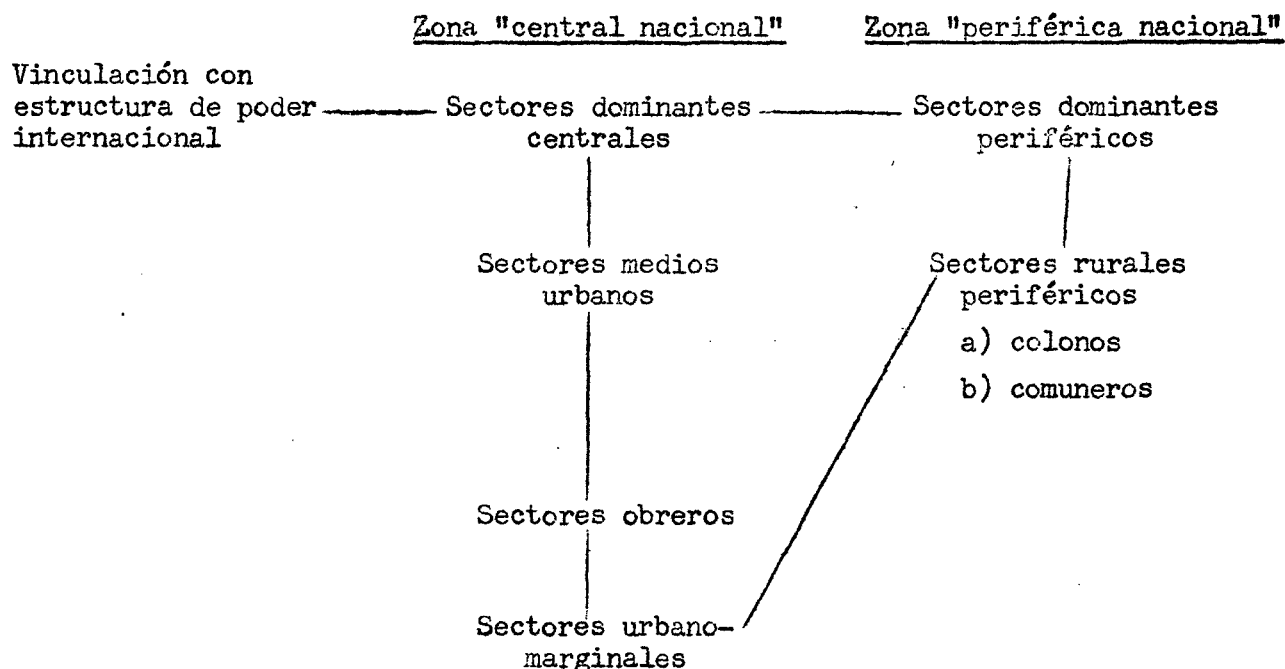 Zona "central nacional"
Zona "periférica nacional"
Vinculación con
estructura de poder
internacional
Sectores dominantes
centrales
Sectores dominantes
periféricos
Sectores medios
urbanos
Sectores rurales
periféricos
a) colonos
b) comuneros
Sectores obreros
Sectores urbano-
marginales